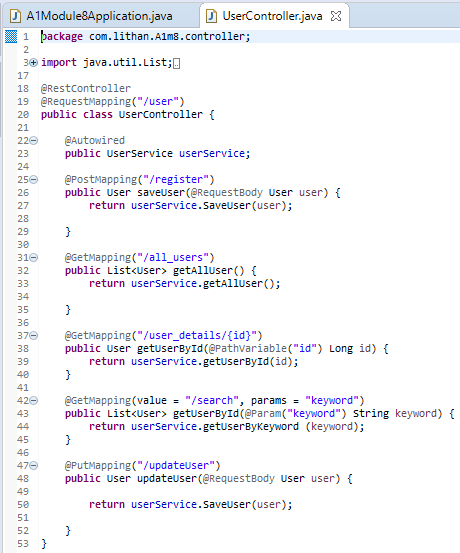 A1Module8Application.java UserController.java
1 package com.lithan.A1m8.controller;
2
3 import java.util.List;
17
18 @RestController
19 @RequestMapping("/user")
20 public class UserController {
21
22 @Autowired
23 public UserService userService;
24
25 @PostMapping("/register")
26 public User saveUser(@RequestBody User user) {
27 return userService.SaveUser(user);
28
29 }
30
31 @GetMapping("/all_users")
32 public List<User> getAllUser() {
33 return userService.getAllUser();
34
35 }
36
37 @GetMapping("/user_details/{id}")
38 public User getUserById(@PathVariable("id") Long id) {
39 return userService.getUserById(id);
40 }
41
42 @GetMapping(value = "/search", params = "keyword")
43 public List<User> getUserById(@Param("keyword") String keyword) {
44 return userService.getUserByKeyword (keyword);
45 }
46
47 @PutMapping("/updateUser")
48 public User updateUser(@RequestBody User user) {
49
50 return userService.SaveUser(user);
51
52 }
53 }